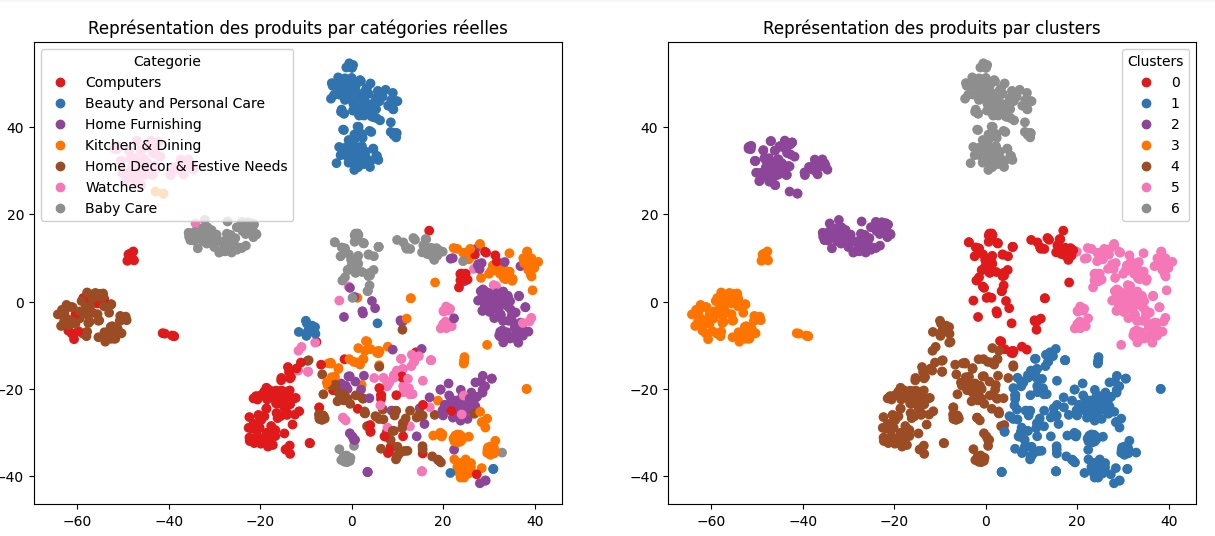 Représentation des produits par catégories réelles
Categorie
Computers
Beauty and Personal Care
Home Furnishing
Kitchen & Dining
Home Decor & Festive Needs
Watches
Baby Care
40
20
0
−20
−40
−60
−40
−20
0
20
40
Représentation des produits par clusters
Clusters
0
1
2
3
4
5
6
40
20
0
−20
−40
−60
−40
−20
0
20
40